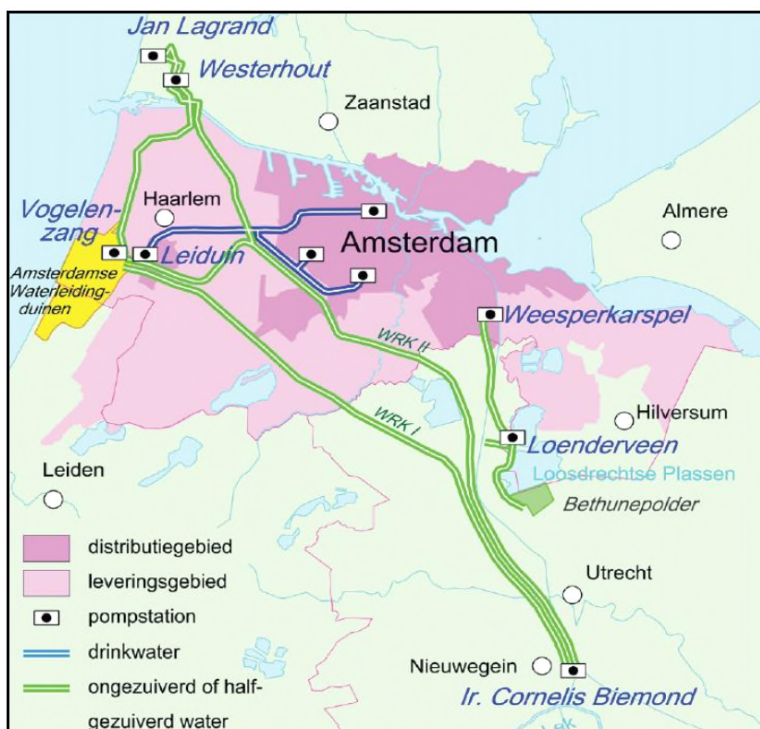 Jan Lagrand
Westerhout
Zaanstad
Haarlem
Vogelen-
zang
Leiduin
Amsterdam
Almere
Amsterdamse
Waterleiding-
duinen
WRK II
Weesperkarspel
WRK I
Hilversum
Loenderveen
Leiden
Loosdrechtse Plassen
Bethunepolder
distributiegebied
leveringsgebied
Utrecht
pompstation
drinkwater
Nieuwegein
ongezuiverd of half-
gezuiverd water
Ir. Cornelis Biemond
Lek